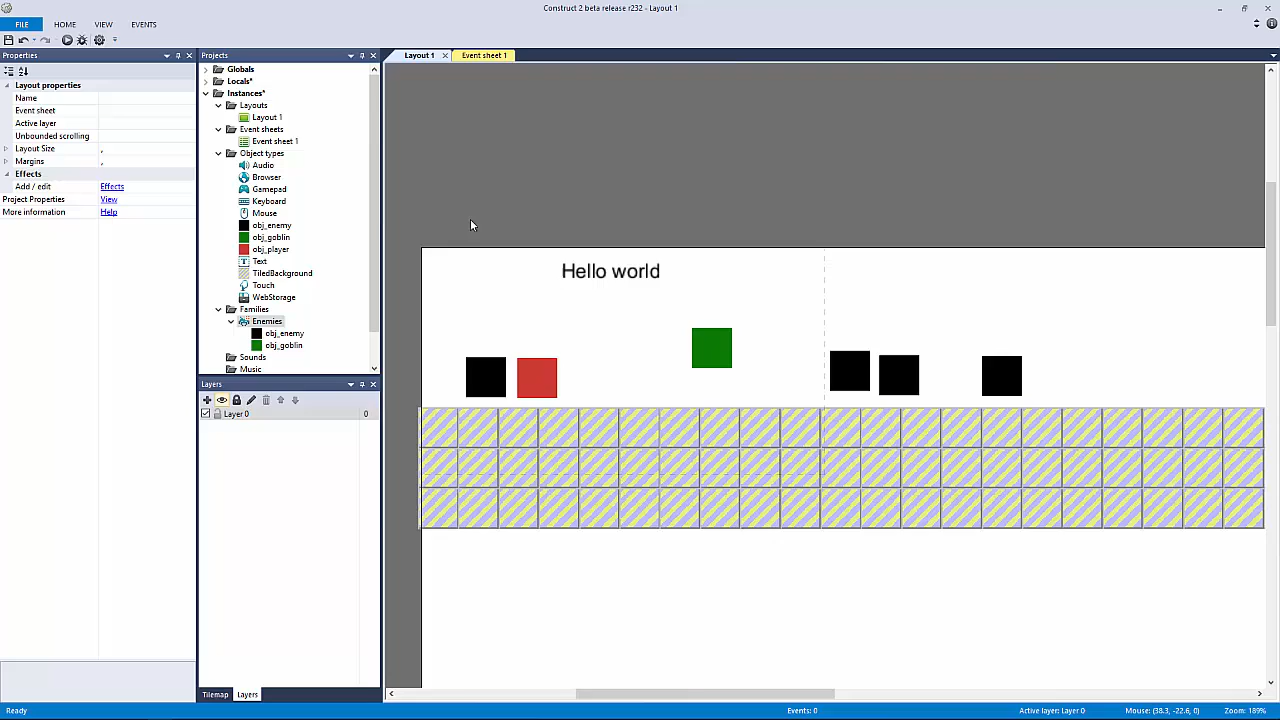 Construct 2 beta release r232 - Layout 1
FILE
HOME
VIEW
EVENTS
Properties
Layout properties
Name
Event sheet
Active layer
Unbounded scrolling
Layout Size ,
Margins ,
Effects
Add / edit Effects
Project Properties View
More information Help
Projects
Globals
Locals*
Instances*
Layouts
Layout 1
Event sheets
Event sheet 1
Object types
Audio
Browser
Gamepad
Keyboard
Mouse
obj_enemy
obj_goblin
obj_player
Text
TiledBackground
Touch
WebStorage
Families
Enemies
obj_enemy
obj_goblin
Sounds
Music
Layers
Layer 0 0
Tilemap
Layers
Layout 1
Event sheet 1
Hello world
Ready
Events: 0
Active layer: Layer 0
Mouse: (38.3, -22.6, 0)
Zoom: 189%